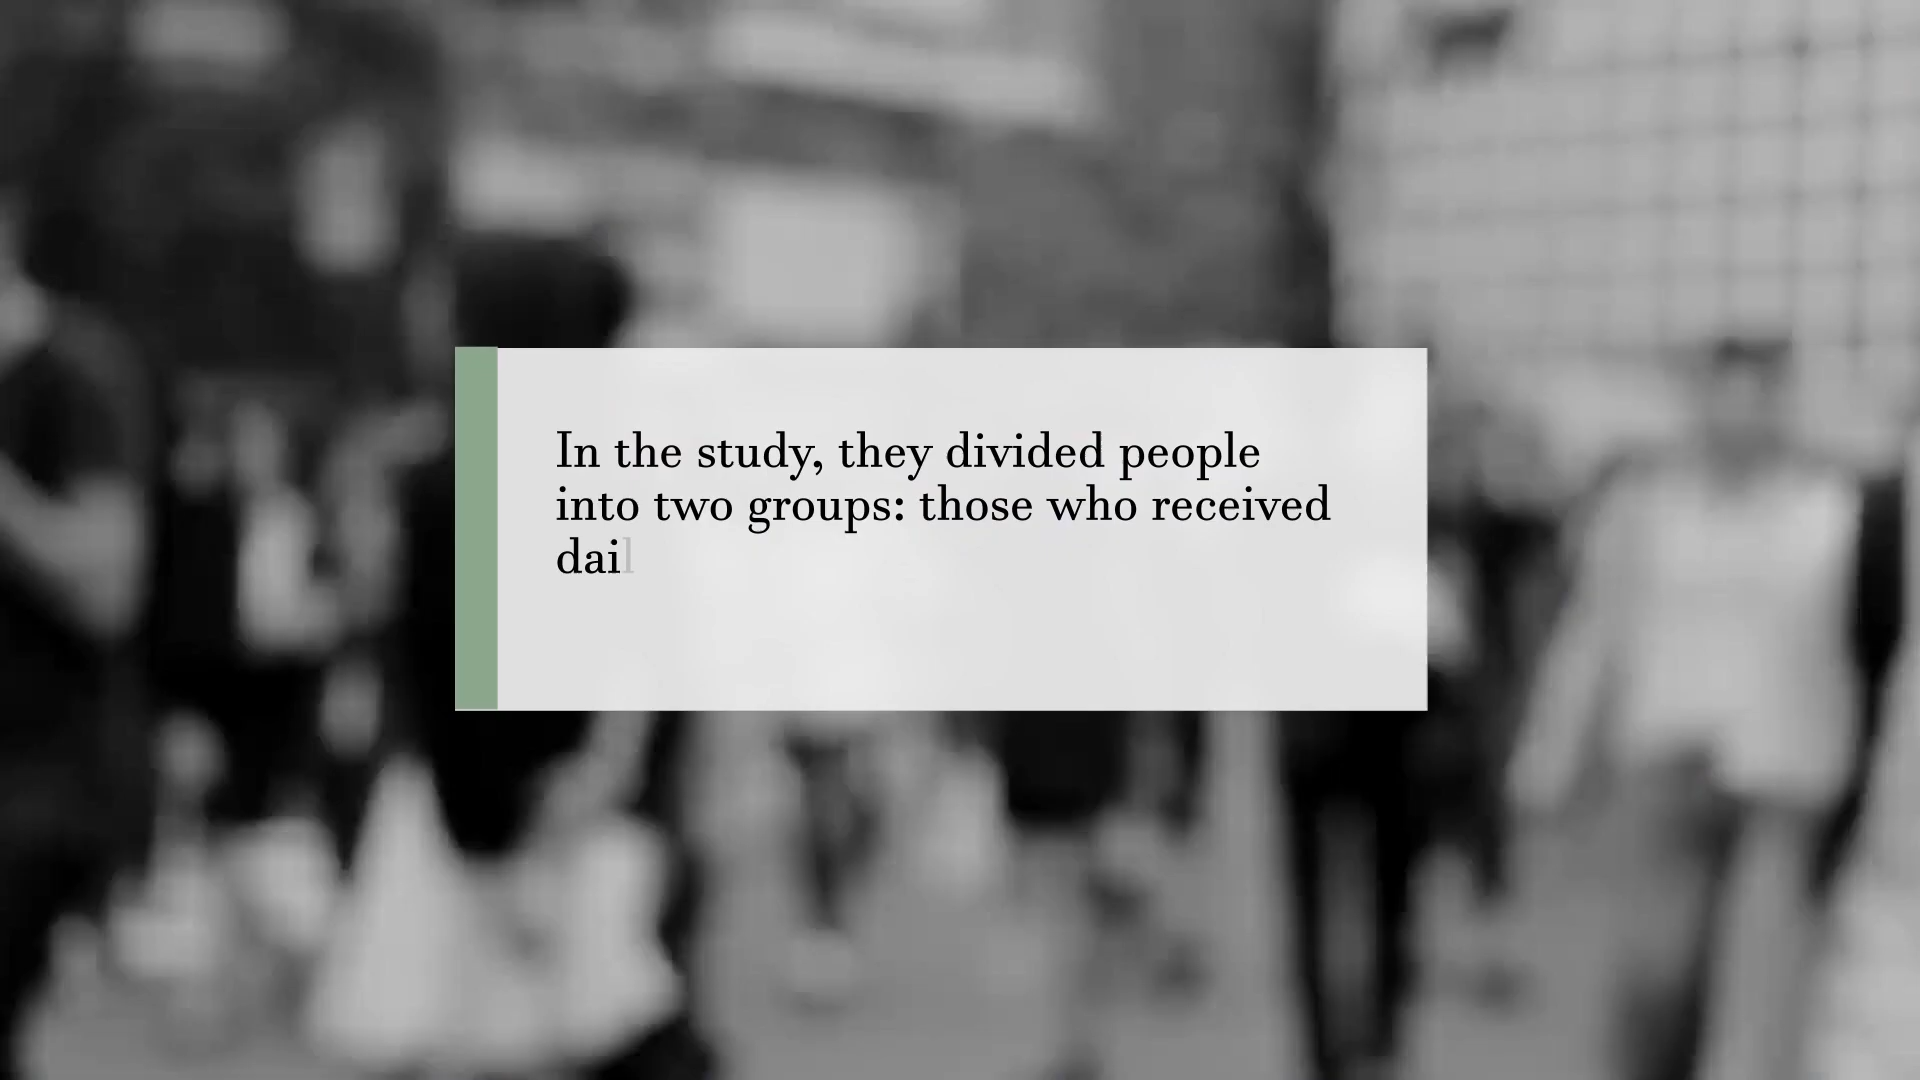 In the study, they divided people
into two groups: those who received
dail